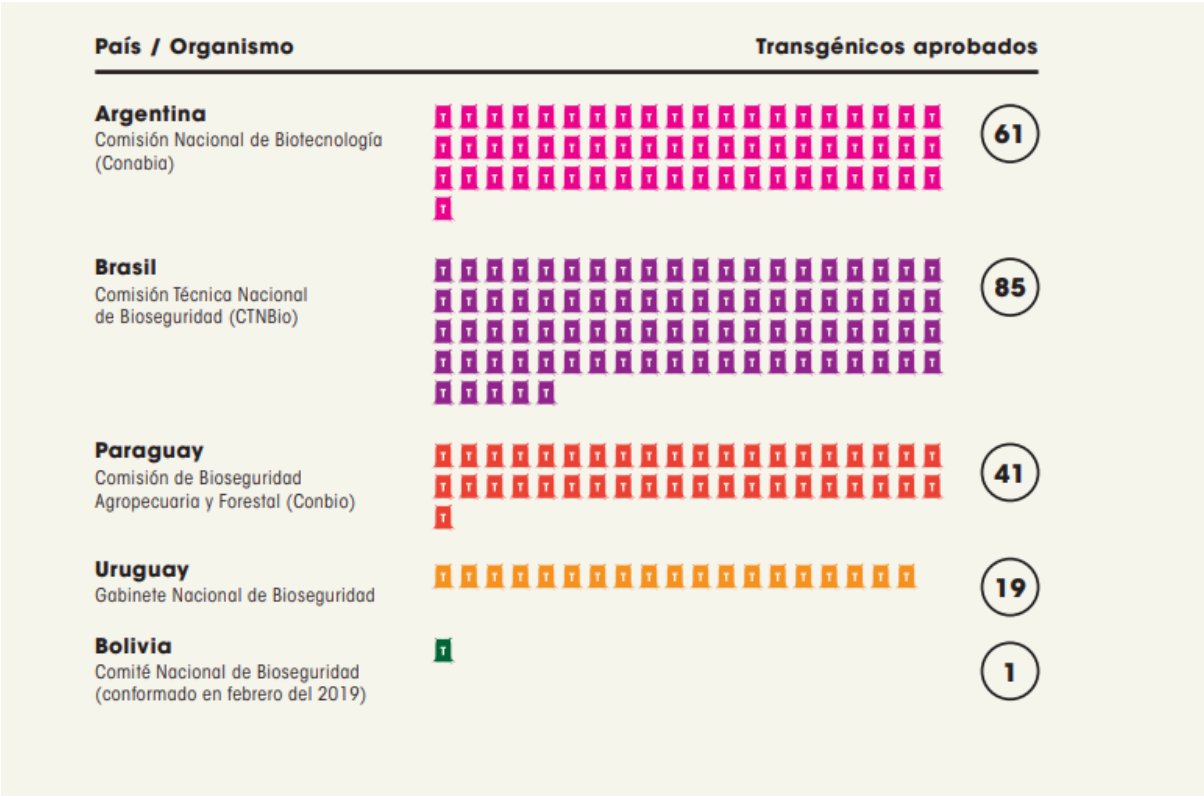 País / Organismo
Transgénicos aprobados
Argentina
Comisión Nacional de Biotecnología
(Conabia)
T T T T T T T T T T T T T T T T T T T T
T T T T T T T T T T T T T T T T T T T T
T T T T T T T T T T T T T T T T T T T T
T
61
Brasil
Comisión Técnica Nacional
de Bioseguridad (CTNBio)
T T T T T T T T T T T T T T T T T T T T
T T T T T T T T T T T T T T T T T T T T
T T T T T T T T T T T T T T T T T T T T
T T T T T T T T T T T T T T T T T T T T
T T T T T
85
Paraguay
Comisión de Bioseguridad
Agropecuaria y Forestal (Conbio)
T T T T T T T T T T T T T T T T T T T T
T T T T T T T T T T T T T T T T T T T T
T
41
Uruguay
Gabinete Nacional de Bioseguridad
T T T T T T T T T T T T T T T T T T T
19
Bolivia
Comité Nacional de Bioseguridad
(conformado en febrero del 2019)
T
1